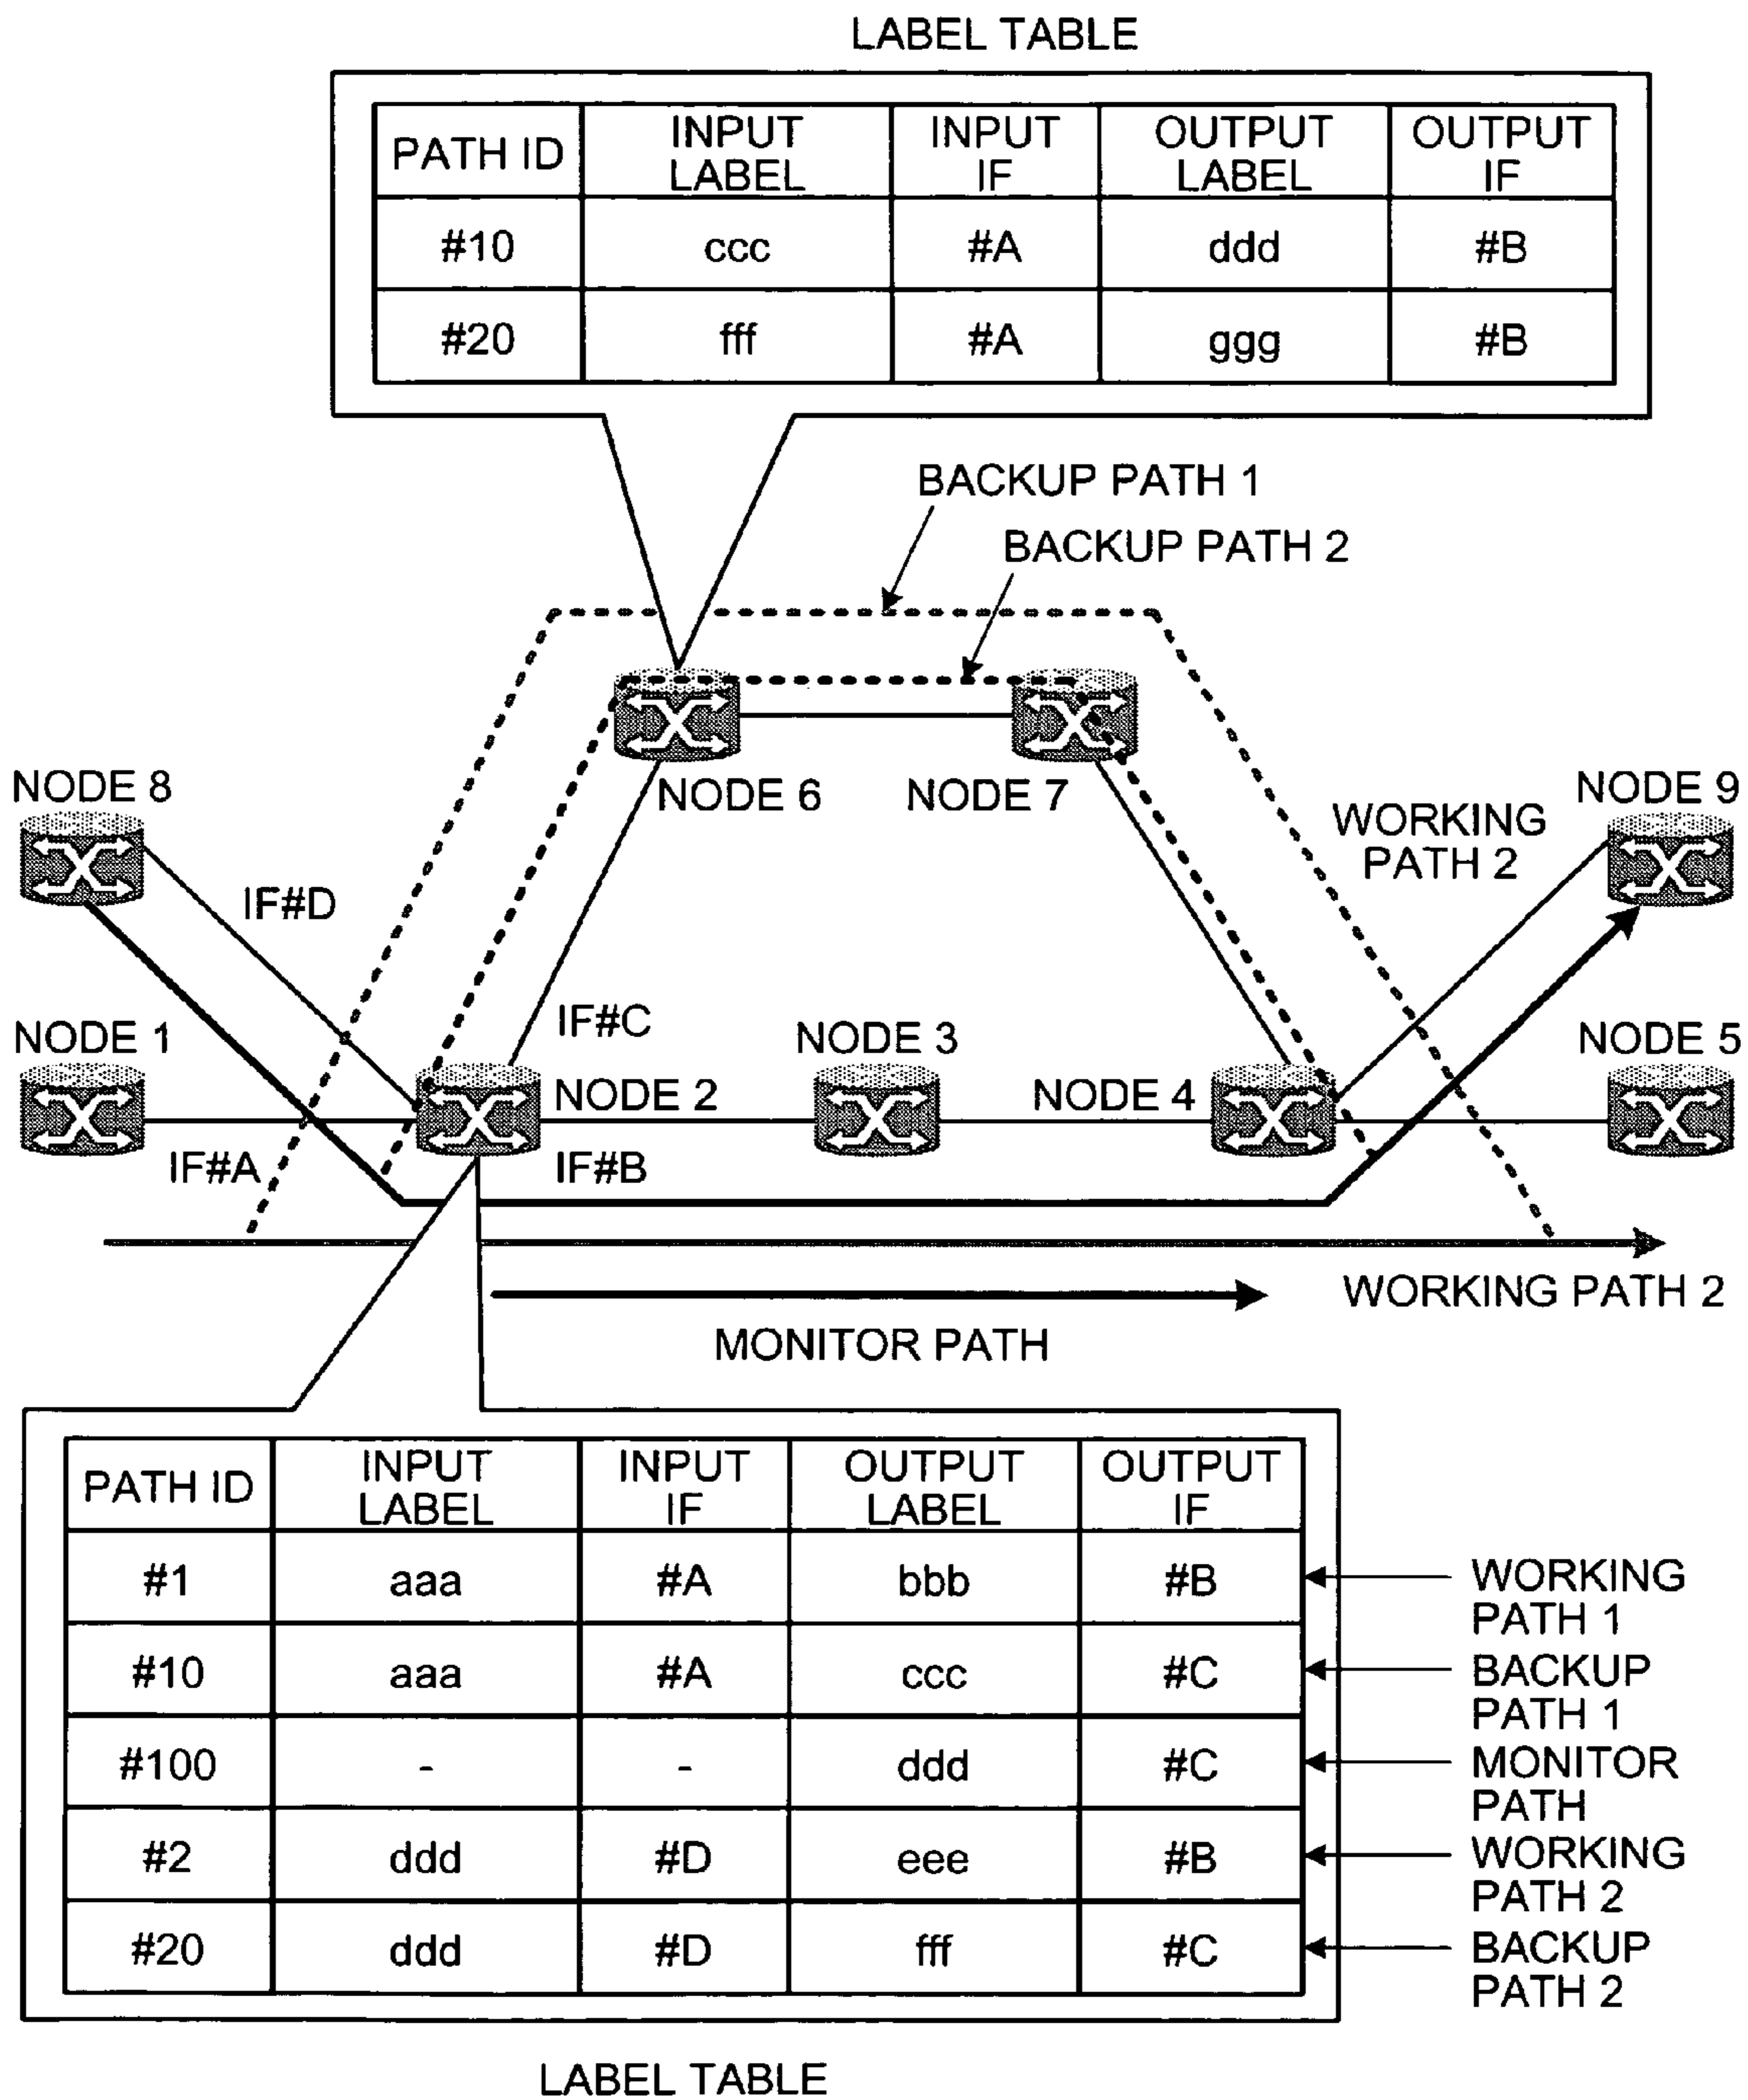 LABEL TABLE
PATH ID INPUT LABEL INPUT IF OUTPUT LABEL OUTPUT IF
#10 ccc #A ddd #B
#20 fff #A ggg #B
BACKUP PATH 1
BACKUP PATH 2
NODE 8
NODE 6
NODE 7
NODE 9
WORKING
PATH 2
IF#D
IF#C
NODE 1
NODE 3
NODE 5
NODE 2
NODE 4
IF#A
IF#B
WORKING PATH 2
MONITOR PATH
PATH ID INPUT LABEL INPUT IF OUTPUT LABEL OUTPUT IF
#1 aaa #A bbb #B
WORKING
PATH 1
#10 aaa #A ccc #C
BACKUP
PATH 1
#100 - - ddd #C
MONITOR
PATH
#2 ddd #D eee #B
WORKING
PATH 2
#20 ddd #D fff #C
BACKUP
PATH 2
LABEL TABLE